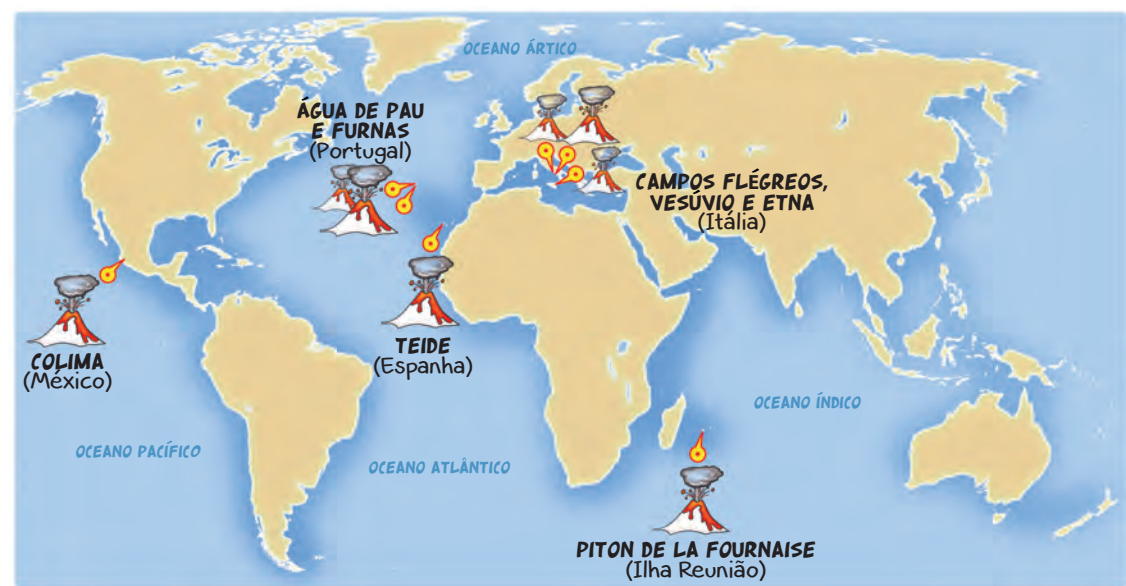 OCEANO ÁRTICO
ÁGUA DE PAU
E FURNAS
(Portugal)
CAMPOS FLÉGREOS,
VESÚVIO E ETNA
(Itália)
COLIMA
(México)
TEIDE
(Espanha)
OCEANO ÍNDICO
OCEANO PACÍFICO
OCEANO ATLÂNTICO
PITON DE LA FOURNAISE
(Ilha Reunião)